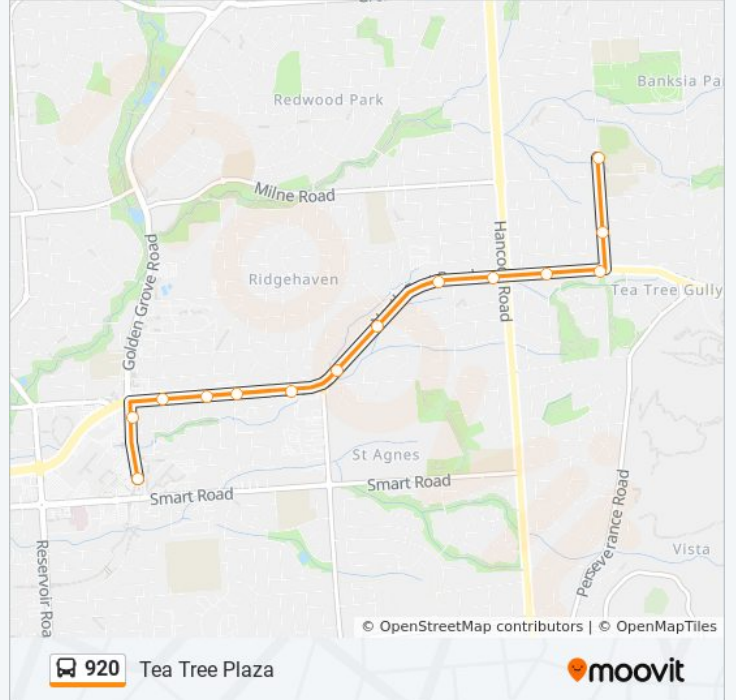 Banksia Pa
Redwood Park
Milne Road
Golden Grove Road
Ridgehaven
Hanco Road
Tea Tree Gully
St Agnes
Smart Road
Smart Road
Perseverance Road
Reservoir Roa
Vista
© OpenStreetMap contributors | © OpenMapTiles
920 Tea Tree Plaza
moovit